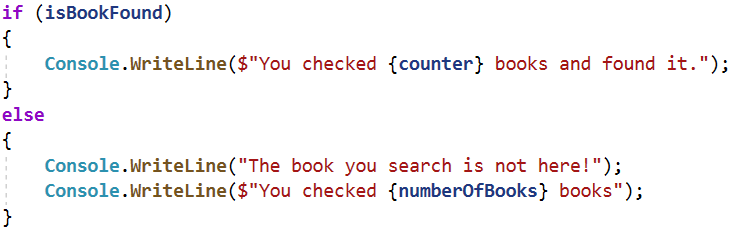 if (isBookFound)
{
    Console.WriteLine($"You checked {counter} books and found it.");
}
else
{
    Console.WriteLine("The book you search is not here!");
    Console.WriteLine($"You checked {numberOfBooks} books");
}